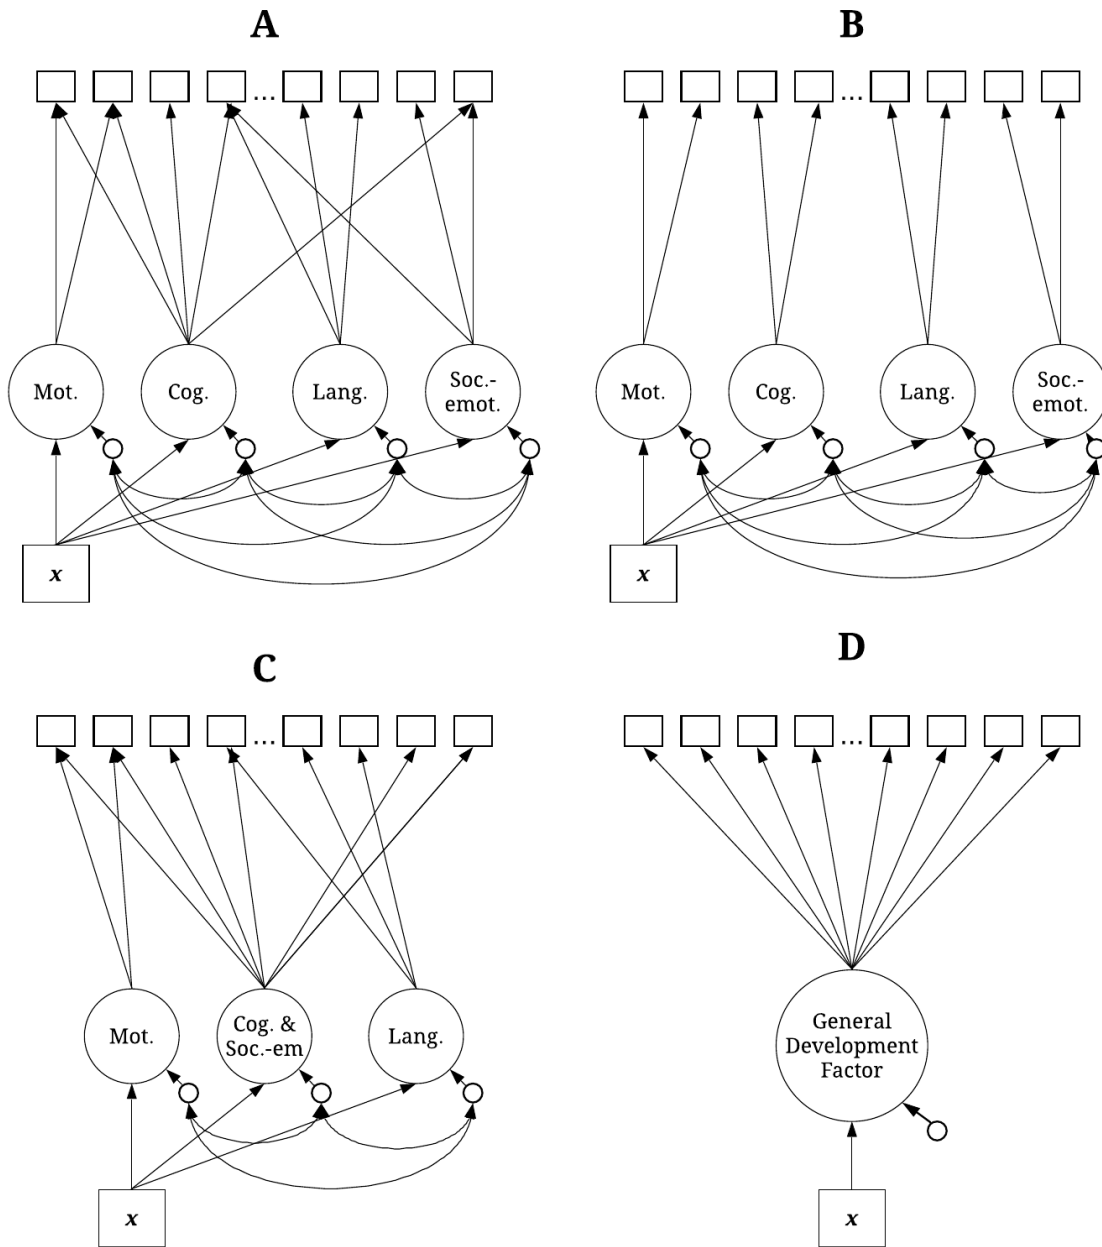 A
B
...
...
Mot.
Cog.
Lang.
Soc.-
emot.
Mot.
Cog.
Lang.
Soc.-
emot.
x
x
C
D
...
...
Mot.
Cog. &
Soc.-em
Lang.
General
Development
Factor
x
x